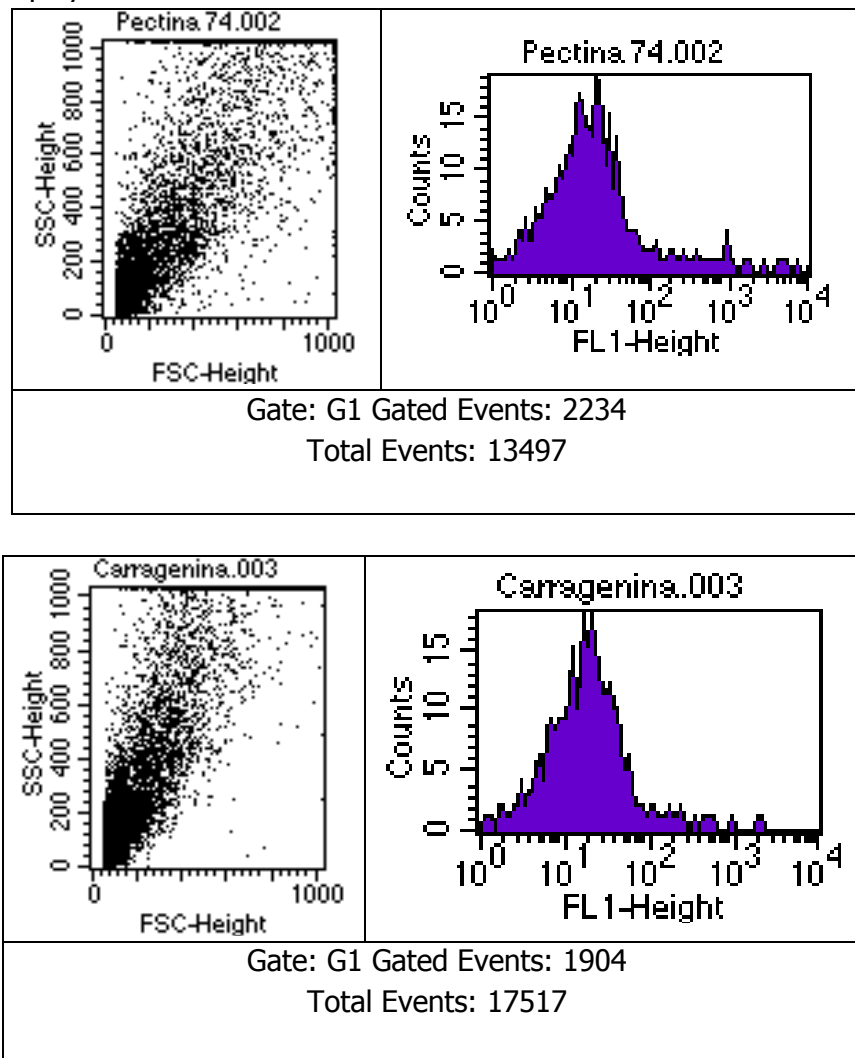 Pectina 74.002
SSC-Height
1000
800
600
400
200
0
0 1000
FSC-Height
Pectina 74.002
Counts
15
10
5
0
10^0 10^1 10^2 10^3 10^4
FL1-Height
Gate: G1 Gated Events: 2234
Total Events: 13497
Carragenina..003
SSC-Height
1000
800
600
400
200
0
0 1000
FSC-Height
Carragenina..003
Counts
15
10
5
0
10^0 10^1 10^2 10^3 10^4
FL1-Height
Gate: G1 Gated Events: 1904
Total Events: 17517